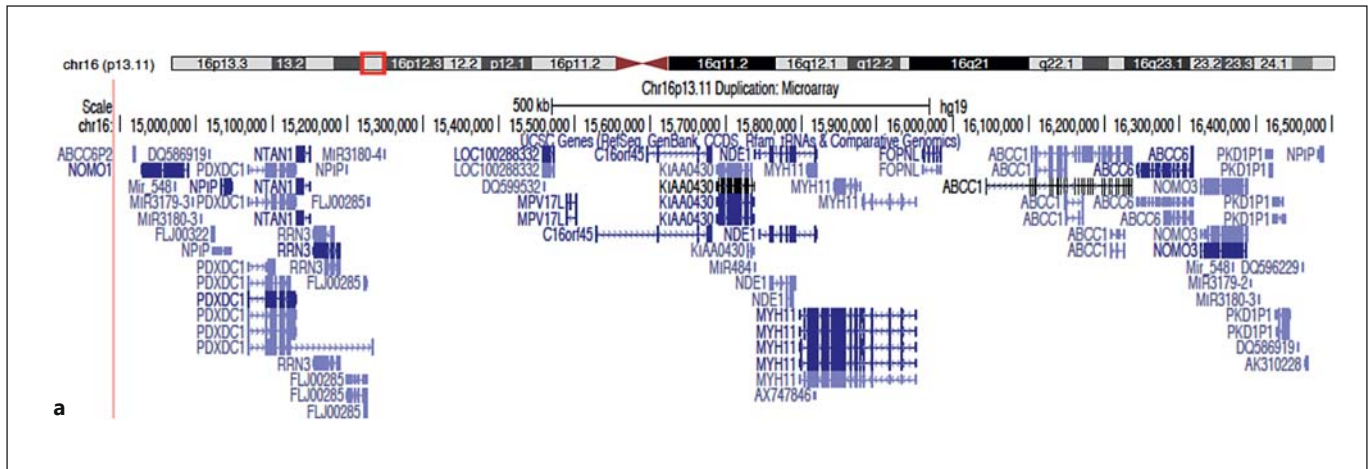 chr16 (p13.11) 16p13.3 13.2 16p12.3 12.2 p12.1 16p11.2 16q11.2 16q12.1 q12.2 16q21 q22.1 16q23.1 23.2 23.3 24.1
Chr16p13.11 Duplication: Microarray
Scale 500 kb hg19
chr16: 15,000,000 15,100,000 15,200,000 15,300,000 15,400,000 15,500,000 15,600,000 15,700,000 15,800,000 15,900,000 16,000,000 16,100,000 16,200,000 16,300,000 16,400,000 16,500,000
UCSC Genes (RefSeq, GenBank, CCDS, Rfam, tRNAs & Comparative Genomics)
ABCC6P2 DQ586919 NTAN1 MiR3180-4 LOC100288332 C16orf45 NDE1 FOPNL ABCC1 ABCC6 PKD1P1 NPiP
NOMO1 PDXDC1 NPiP LOC100288332 KiAA0430 MYH11 FOPNL ABCC1 ABCC6 PKD1P1
Mir_548 NPiP NTAN1 DQ599532 KiAA0430 MYH11 ABCC1 NOMO3
MiR3179-3 PDXDC1 FLJ00285 MPV17L KiAA0430 MYH11 ABCC1 ABCC6 PKD1P1
MiR3180-3 NTAN1 MPV17L KiAA0430 ABCC1 ABCC6 PKD1P1
FLJ00322 RRN3 C16orf45 NDE1 ABCC1 NOMO3
NPiP RRN3 KiAA0430 ABCC1 NOMO3
PDXDC1 RRN3 MiR484 Mir_548 DQ596229
PDXDC1 FLJ00285 NDE1 MiR3179-2
PDXDC1 NDE1 MiR3180-3
PDXDC1 MYH11 PKD1P1
PDXDC1 MYH11 PKD1P1
PDXDC1 MYH11 DQ586919
RRN3 MYH11 AK310228
FLJ00285 MYH11
FLJ00285 AX747846
FLJ00285
a